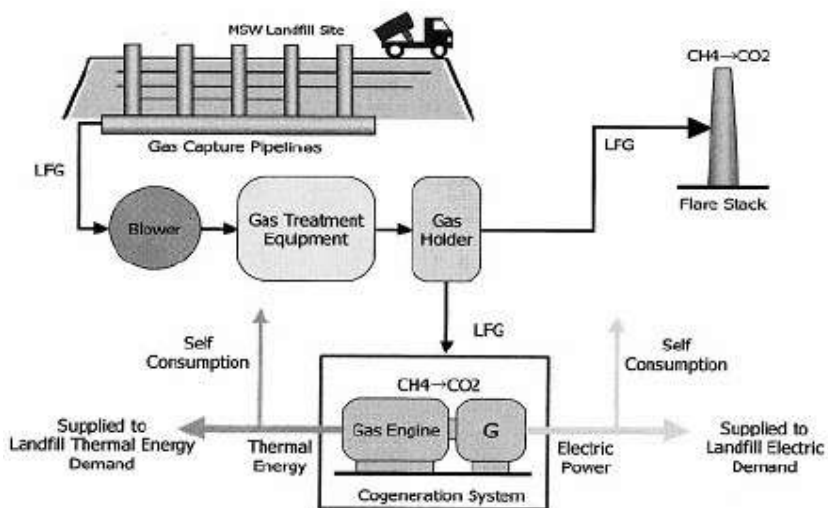 MSW Landfill Site
CH4→CO2
Gas Capture Pipelines
LFG
LFG
Flare Stack
Blower
Gas Treatment
Equipment
Gas
Holder
LFG
Self
Consumption
Self
Consumption
CH4→CO2
Gas Engine
G
Supplied to
Landfill Thermal Energy
Demand
Thermal
Energy
Electric
Power
Supplied to
Landfill Electric
Demand
Cogeneration System